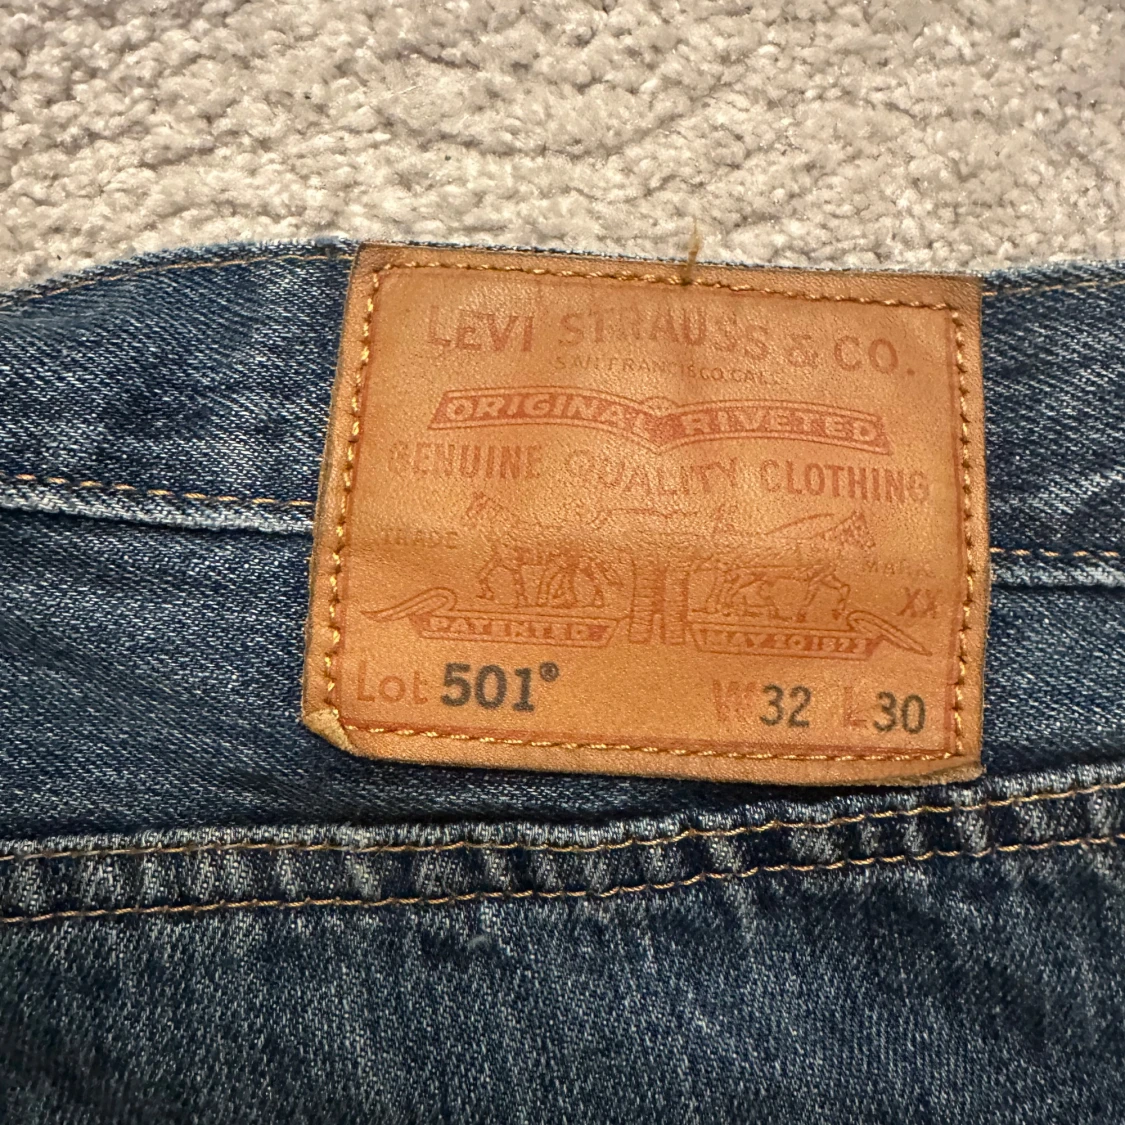 LEVI STRAUSS & CO.
SAN FRANCISCO.CAL.
ORIGINAL RIVETED
GENUINE QUALITY CLOTHING
TRADE MARK
XX
PATENTED MAY 20 1873
Lot 501® W32 L30